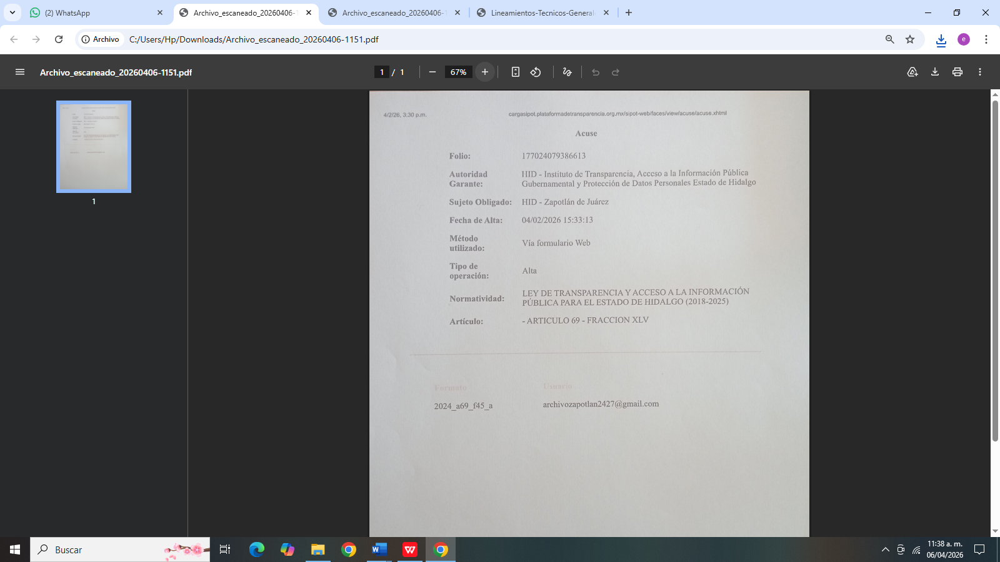 (2) WhatsApp
Archivo_escaneado_20260406-1
Archivo_escaneado_20260406-1
Lineamientos-Tecnicos-General
Archivo
C:/Users/Hp/Downloads/Archivo_escaneado_20260406-1151.pdf
e
Archivo_escaneado_20260406-1151.pdf
1 / 1
67%
1
4/2/26, 3:30 p.m.
cargasipot.plataformadetransparencia.org.mx/sipot-web/faces/view/acuse/acuse.xhtml
Acuse
Folio: 177024079386613
Autoridad Garante: HID - Instituto de Transparencia, Acceso a la Información Pública
Gubernamental y Protección de Datos Personales Estado de Hidalgo
Sujeto Obligado: HID - Zapotlán de Juárez
Fecha de Alta: 04/02/2026 15:33:13
Método utilizado: Vía formulario Web
Tipo de operación: Alta
Normatividad: LEY DE TRANSPARENCIA Y ACCESO A LA INFORMACIÓN
PÚBLICA PARA EL ESTADO DE HIDALGO (2018-2025)
Artículo: - ARTICULO 69 - FRACCION XLV
Formato Usuario
2024_a69_f45_a archivozapotlan2427@gmail.com
Buscar
11:38 a. m.
06/04/2026